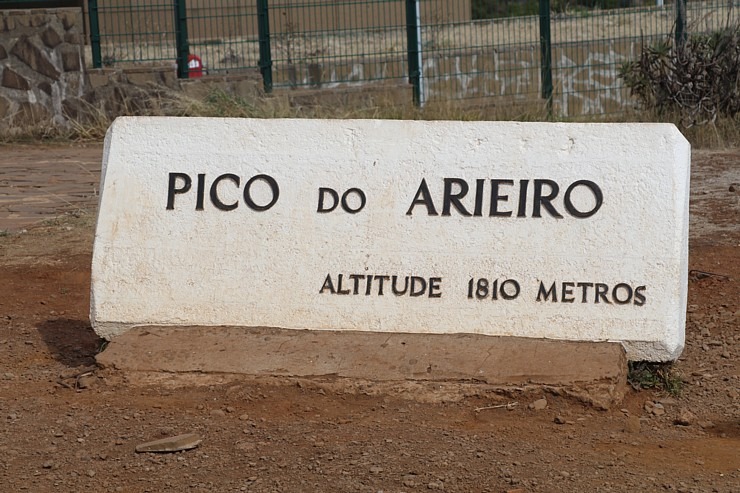 PICO DO ARIEIRO
ALTITUDE 1810 METROS